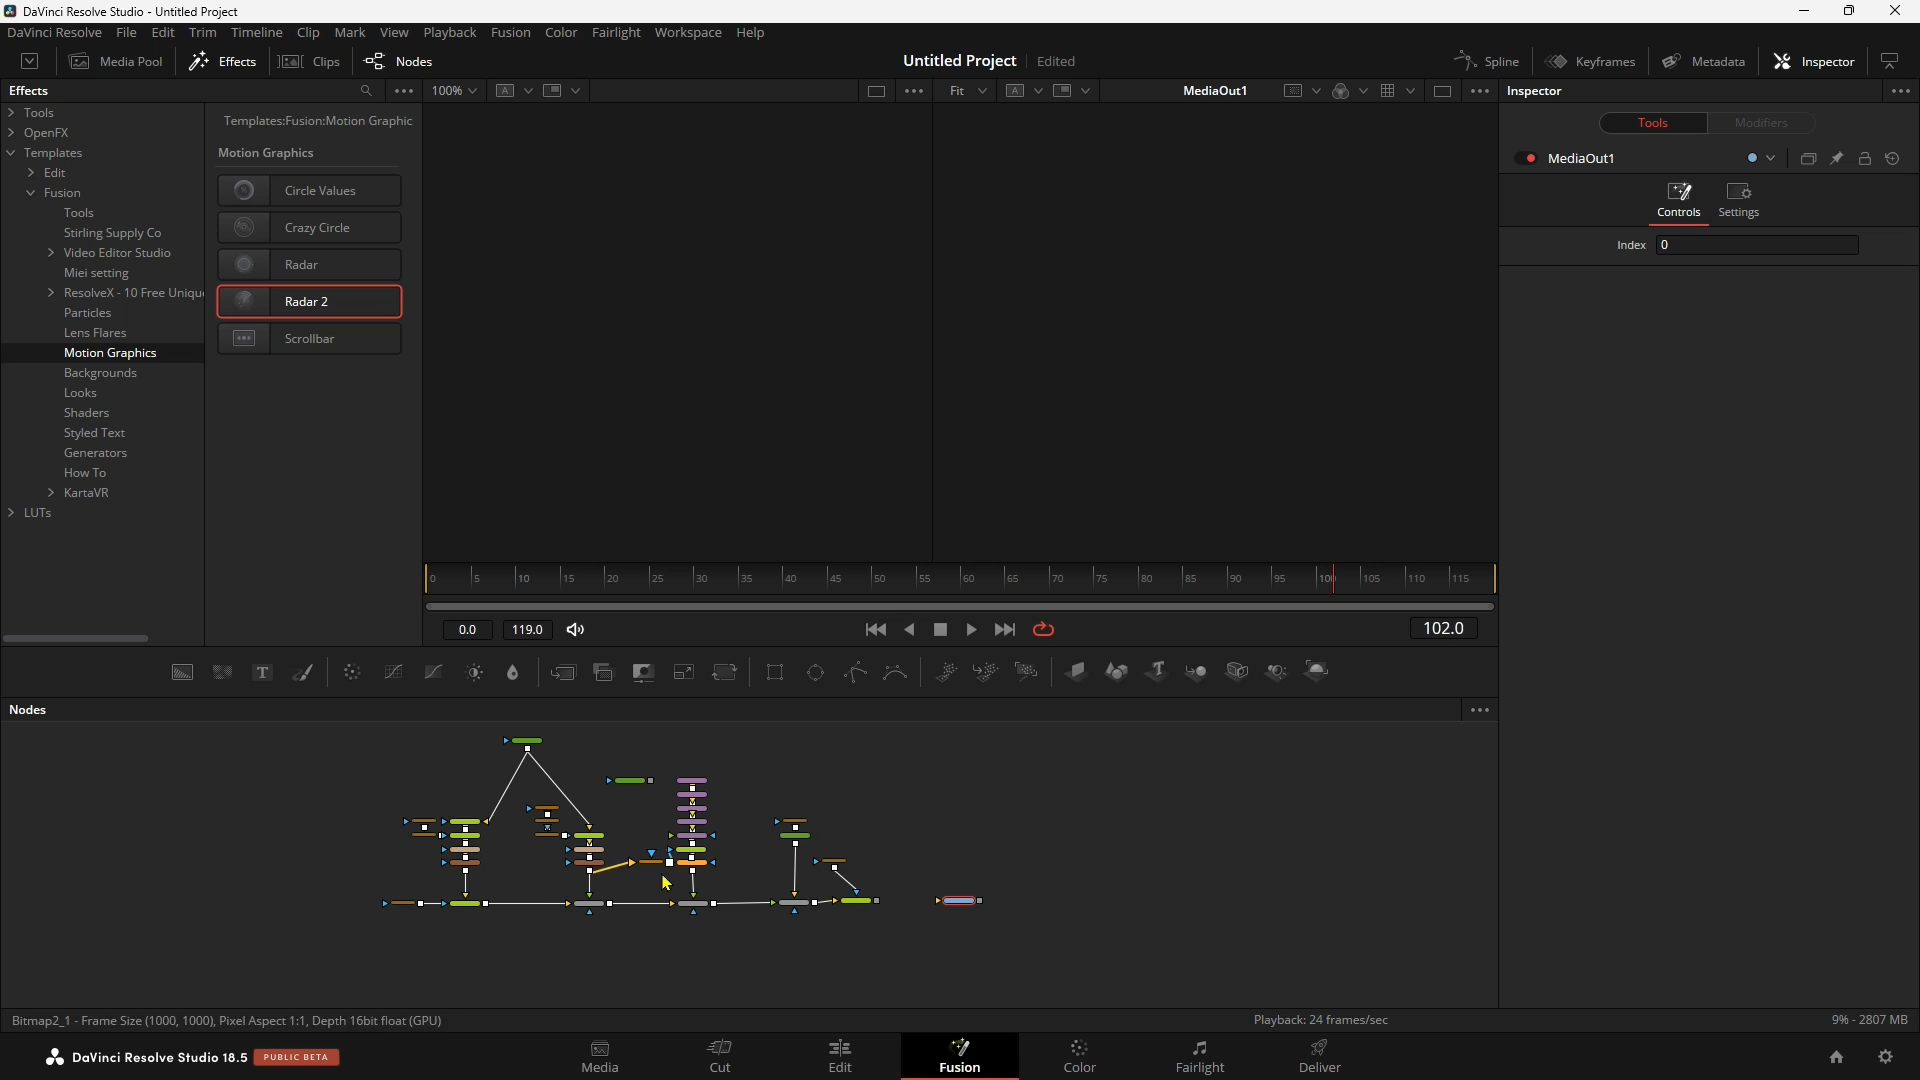 DaVinci Resolve Studio - Untitled Project
DaVinci Resolve File Edit Trim Timeline Clip Mark View Playback Fusion Color Fairlight Workspace Help
Media Pool Effects Clips Nodes Untitled Project Edited Spline Keyframes Metadata Inspector
Effects 100% A Fit A MediaOut1 Inspector
Tools
OpenFX
Templates
Edit
Fusion
Tools
Stirling Supply Co
Video Editor Studio
Miei setting
ResolveX - 10 Free Uniqu
Particles
Lens Flares
Motion Graphics
Backgrounds
Looks
Shaders
Styled Text
Generators
How To
KartaVR
LUTs
Templates:Fusion:Motion Graphic
Motion Graphics
Circle Values
Crazy Circle
Radar
Radar 2
Scrollbar
Tools Modifiers
MediaOut1
Controls Settings
Index 0
0 5 10 15 20 25 30 35 40 45 50 55 60 65 70 75 80 85 90 95 100 105 110 115
0.0 119.0 102.0
Nodes
Bitmap2_1 - Frame Size (1000, 1000), Pixel Aspect 1:1, Depth 16bit float (GPU) Playback: 24 frames/sec 9% - 2807 MB
DaVinci Resolve Studio 18.5 PUBLIC BETA
Media Cut Edit Fusion Color Fairlight Deliver